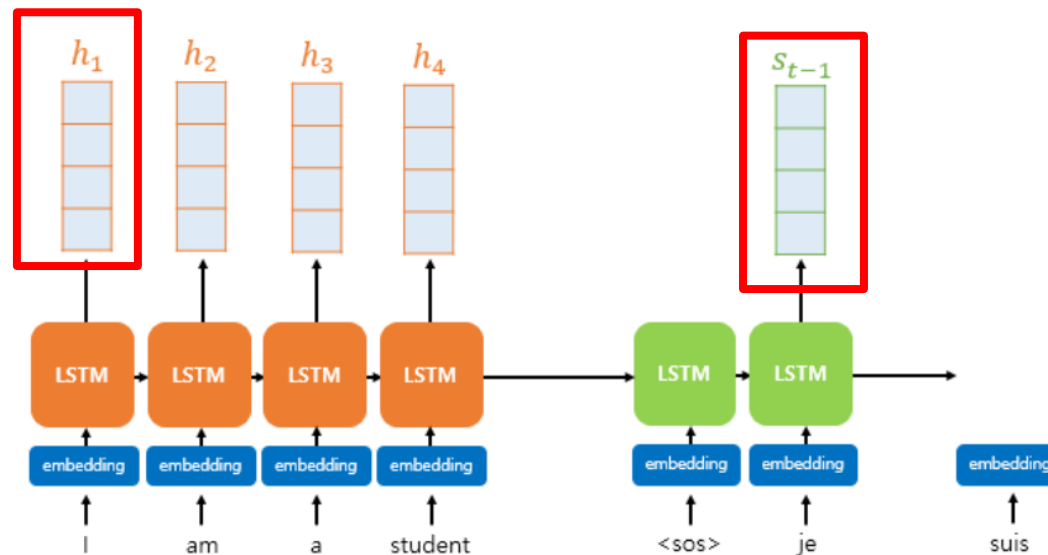 h₁ h₂ h₃ h₄ sₜ₋₁
LSTM LSTM LSTM LSTM LSTM LSTM
embedding embedding embedding embedding embedding embedding embedding
I am a student <sos> je suis